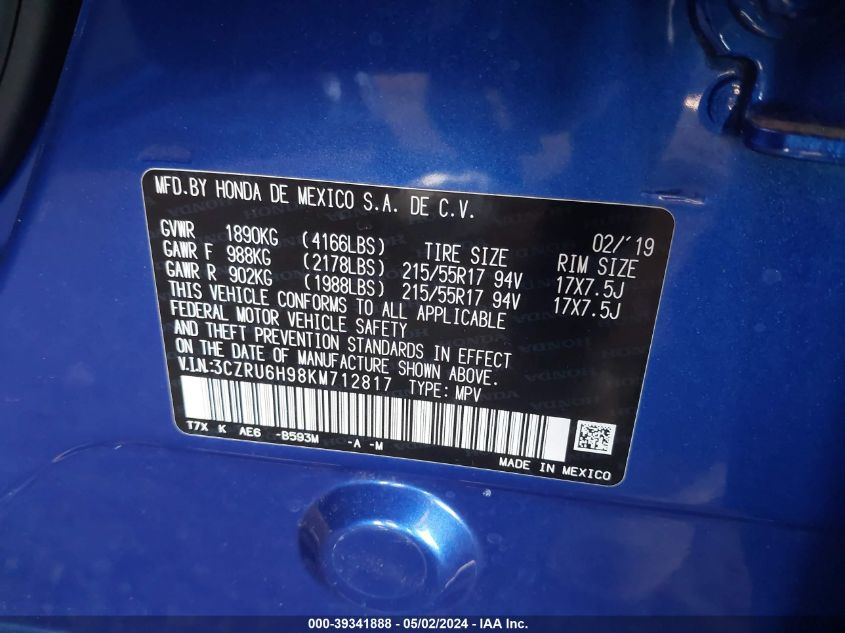 MFD.BY HONDA DE MEXICO S.A. DE C.V.
02/´19
GVWR 1890KG (4166LBS) TIRE SIZE RIM SIZE
GAWR F 988KG (2178LBS) 215/55R17 94V 17X7.5J
GAWR R 902KG (1988LBS) 215/55R17 94V 17X7.5J
THIS VEHICLE CONFORMS TO ALL APPLICABLE
FEDERAL MOTOR VEHICLE SAFETY
AND THEFT PREVENTION STANDARDS IN EFFECT
ON THE DATE OF MANUFACTURE SHOWN ABOVE.
V.I.N:3CZRU6H98KM712817 TYPE: MPV
T7X K AE6 -B593M -A -M
MADE IN MEXICO
000-39341888 - 05/02/2024 - IAA Inc.